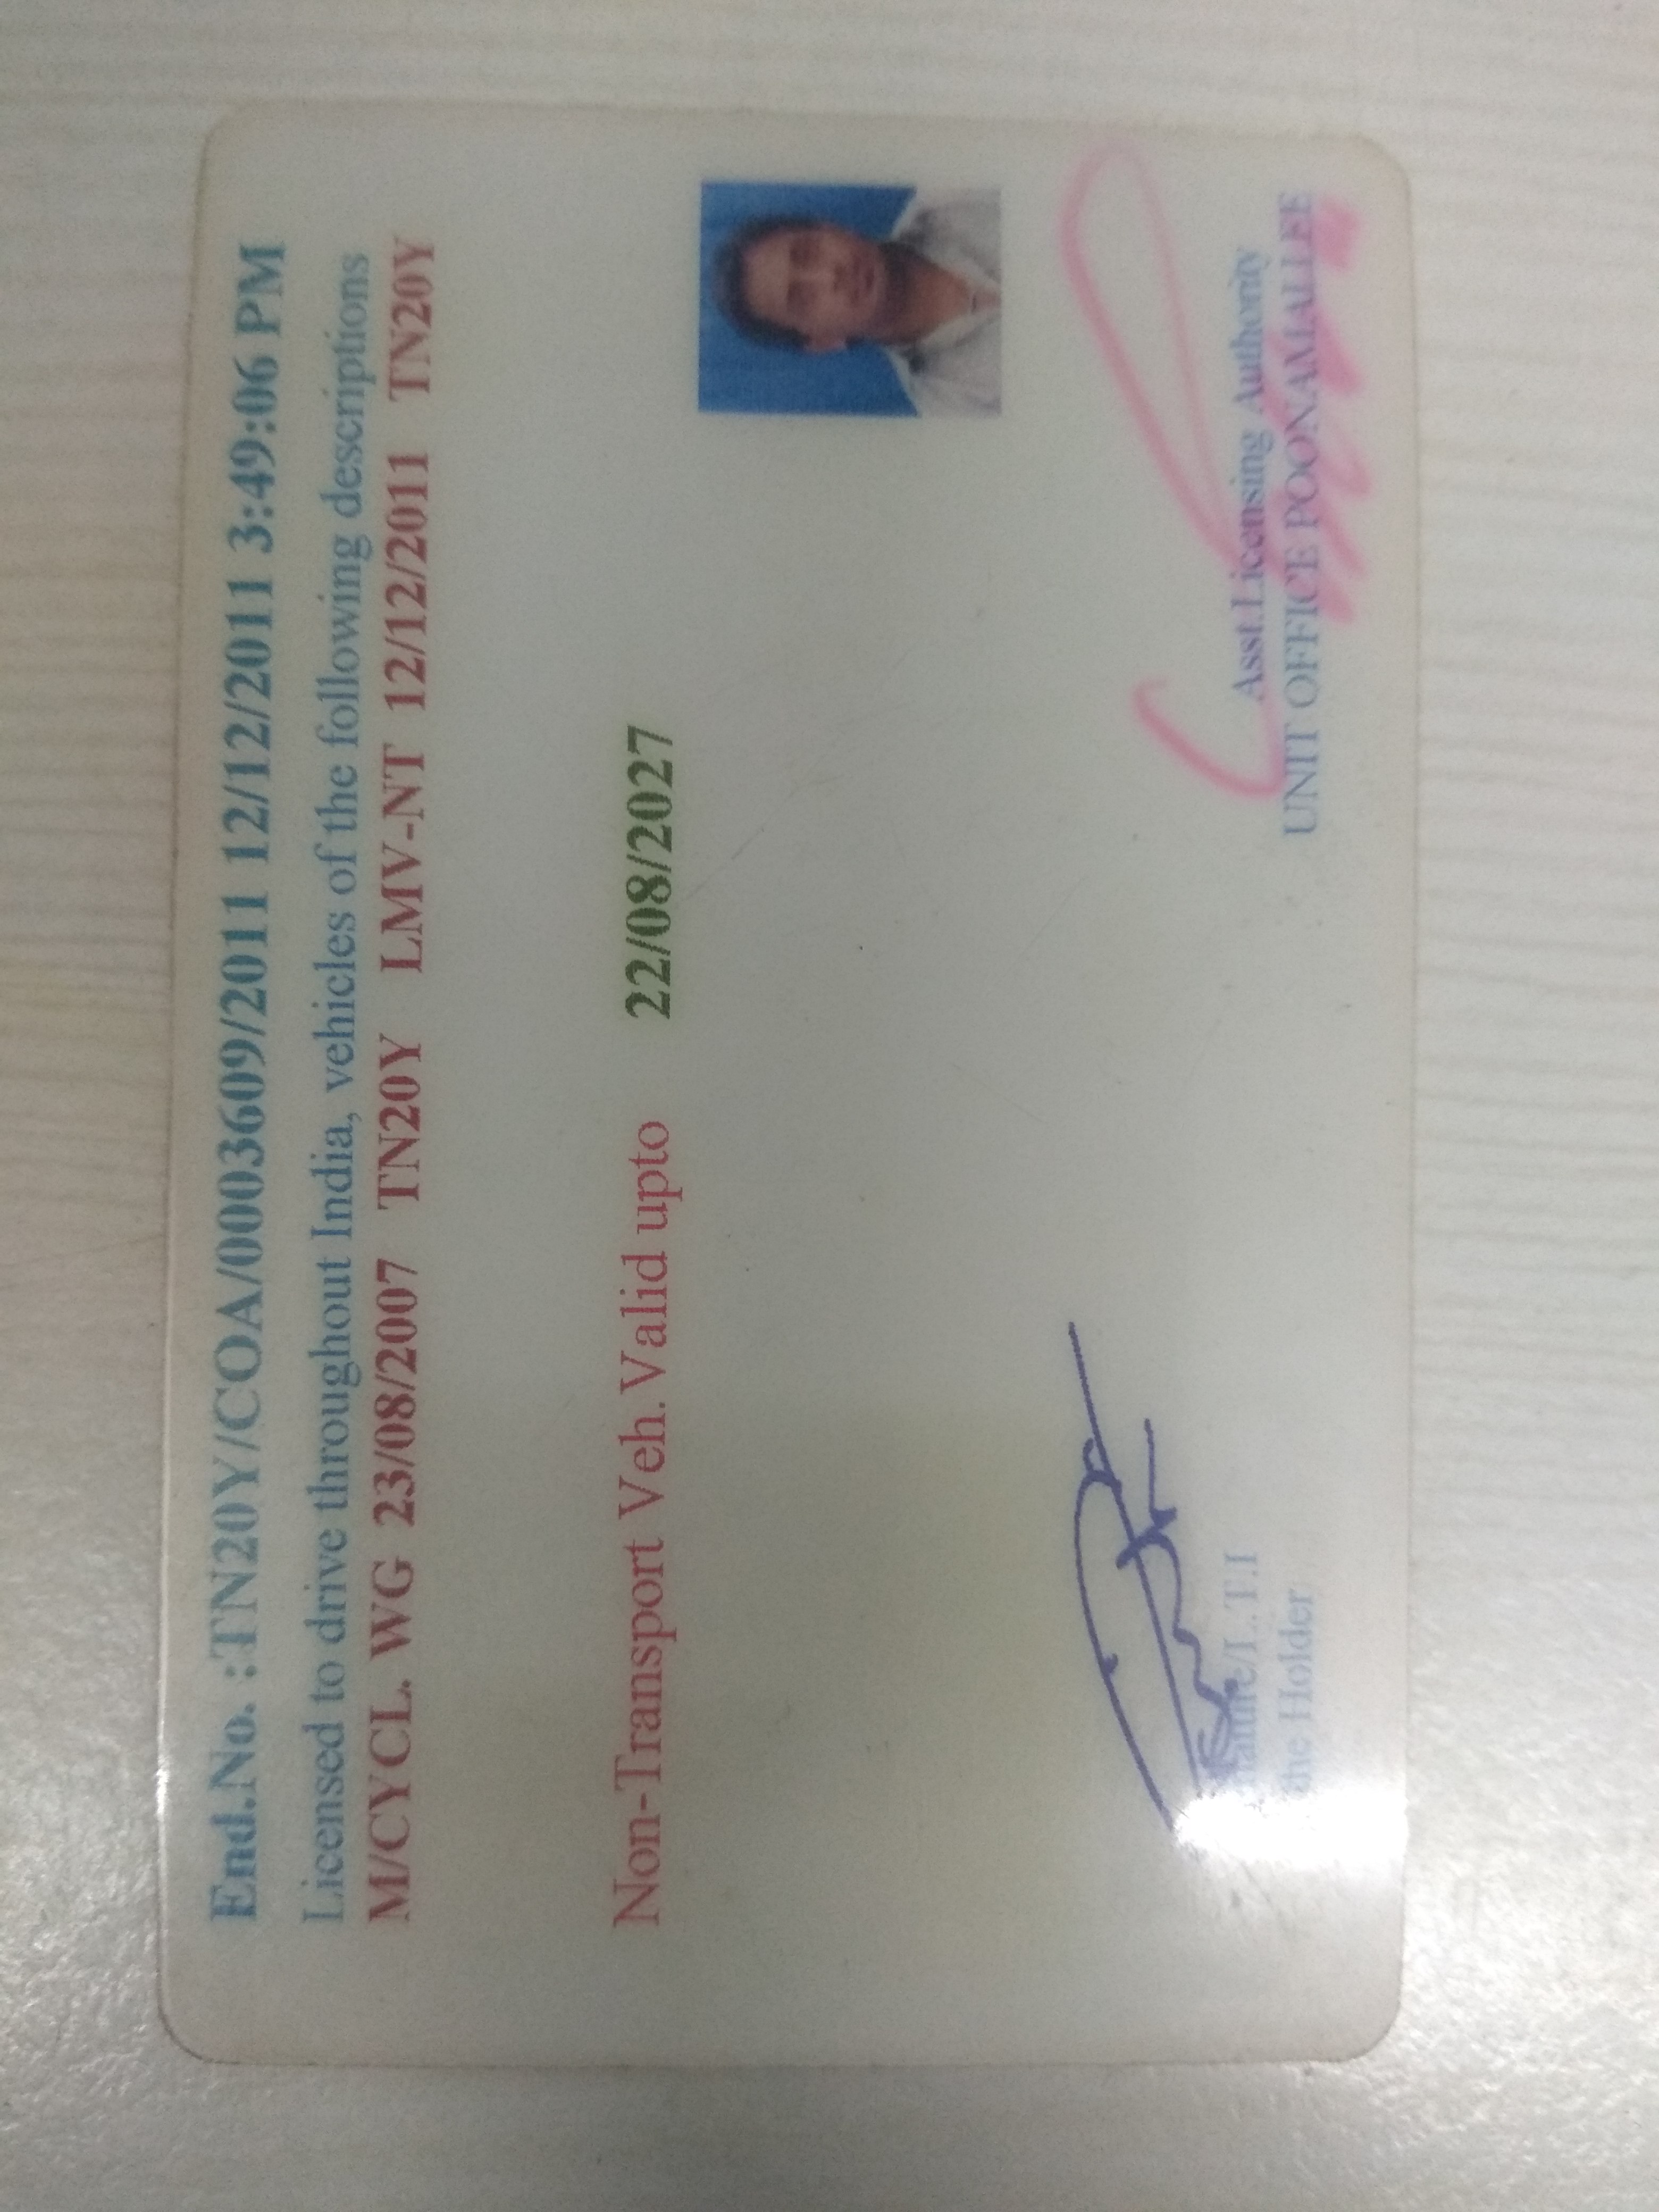 End.No. :TN20Y/COA/0003609/2011 12/12/2011 3:49:06 PM
Licensed to drive throughout India, vehicles of the following descriptions
M/CYCL. WG 23/08/2007 TN20Y LMV-NT 12/12/2011 TN20Y
Non-Transport Veh.Valid upto 22/08/2027
Asst.Licensing Authority
UNIT OFFICE POONAMALLEE
/L.T.I
the Holder